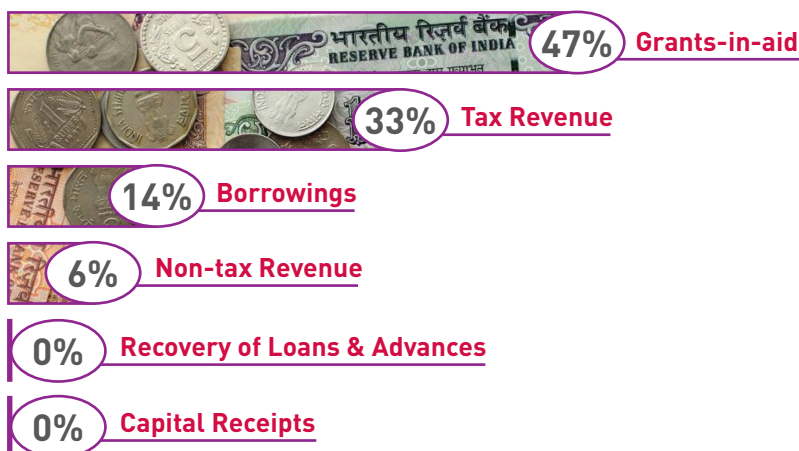 भारतीय रिज़र्व बैंक
RESERVE BANK OF INDIA
47% Grants-in-aid
33% Tax Revenue
14% Borrowings
6% Non-tax Revenue
0% Recovery of Loans & Advances
0% Capital Receipts